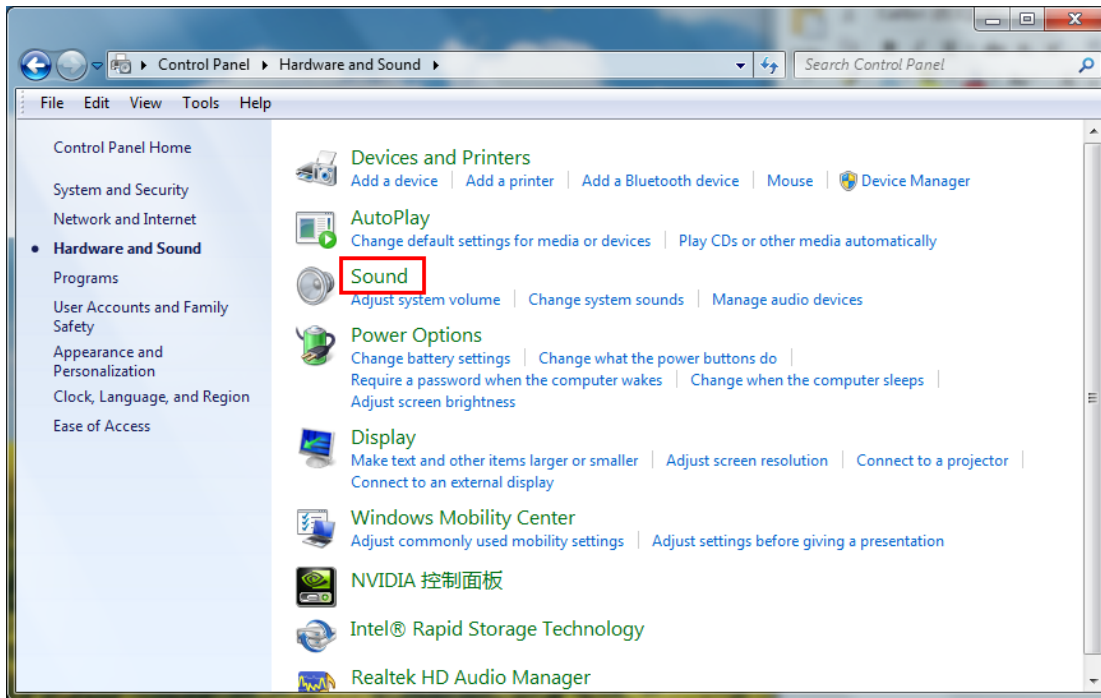 Control Panel Hardware and Sound
Search Control Panel
File Edit View Tools Help
Control Panel Home
System and Security
Network and Internet
Hardware and Sound
Programs
User Accounts and Family
Safety
Appearance and
Personalization
Clock, Language, and Region
Ease of Access
Devices and Printers
Add a device Add a printer Add a Bluetooth device Mouse Device Manager
AutoPlay
Change default settings for media or devices Play CDs or other media automatically
Sound
Adjust system volume Change system sounds Manage audio devices
Power Options
Change battery settings Change what the power buttons do
Require a password when the computer wakes Change when the computer sleeps
Adjust screen brightness
Display
Make text and other items larger or smaller Adjust screen resolution Connect to a projector
Connect to an external display
Windows Mobility Center
Adjust commonly used mobility settings Adjust settings before giving a presentation
NVIDIA 控制面板
Intel® Rapid Storage Technology
Realtek HD Audio Manager